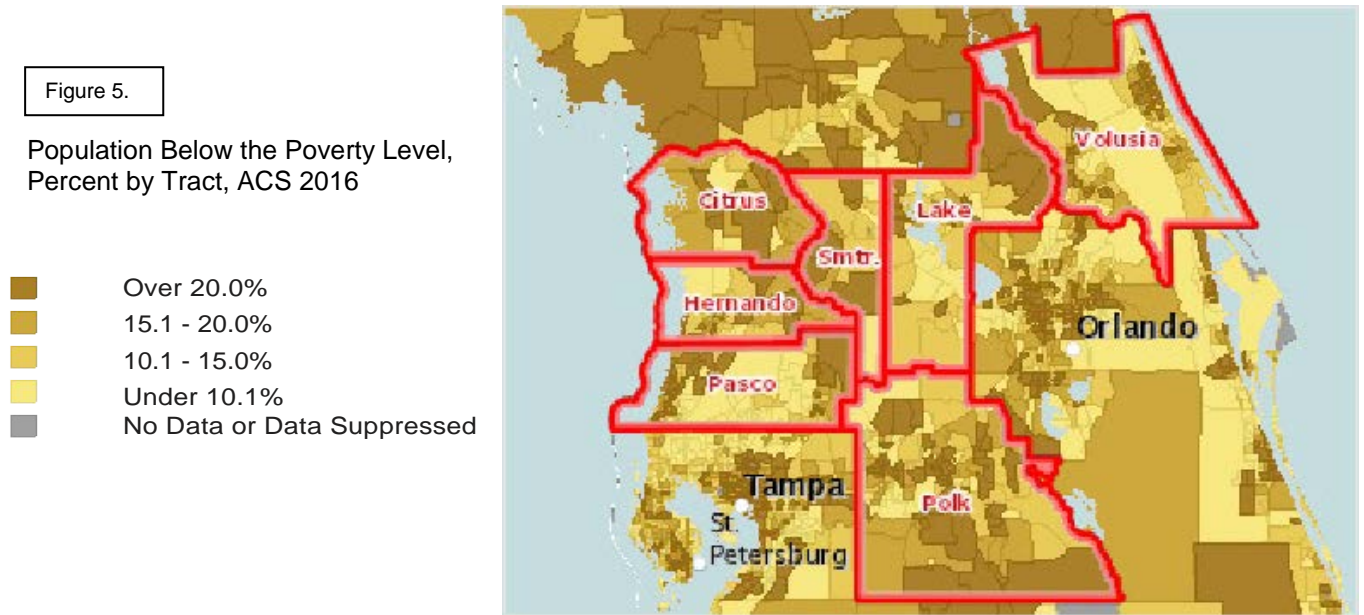 Figure 5.
Population Below the Poverty Level,
Percent by Tract, ACS 2016
Over 20.0%
15.1 - 20.0%
10.1 - 15.0%
Under 10.1%
No Data or Data Suppressed
Volusia
Citrus
Lake
Smtr.
Hernando
Orlando
Pasco
Tampa
Polk
St.
Petersburg